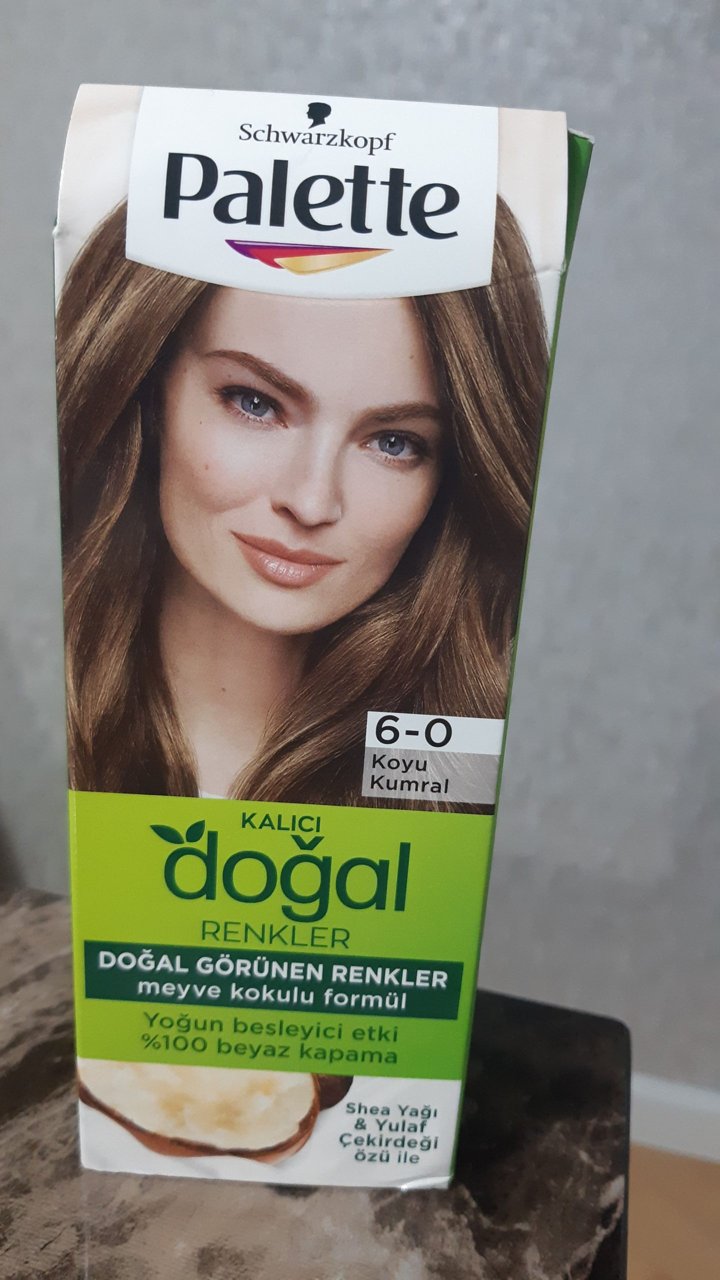 Schwarzkopf
Palette
6-0
Koyu
Kumral
KALICI
doğal
RENKLER
DOĞAL GÖRÜNEN RENKLER
meyve kokulu formül
Yoğun besleyici etki
%100 beyaz kapama
Shea Yağı
& Yulaf
Çekirdeği
özü ile